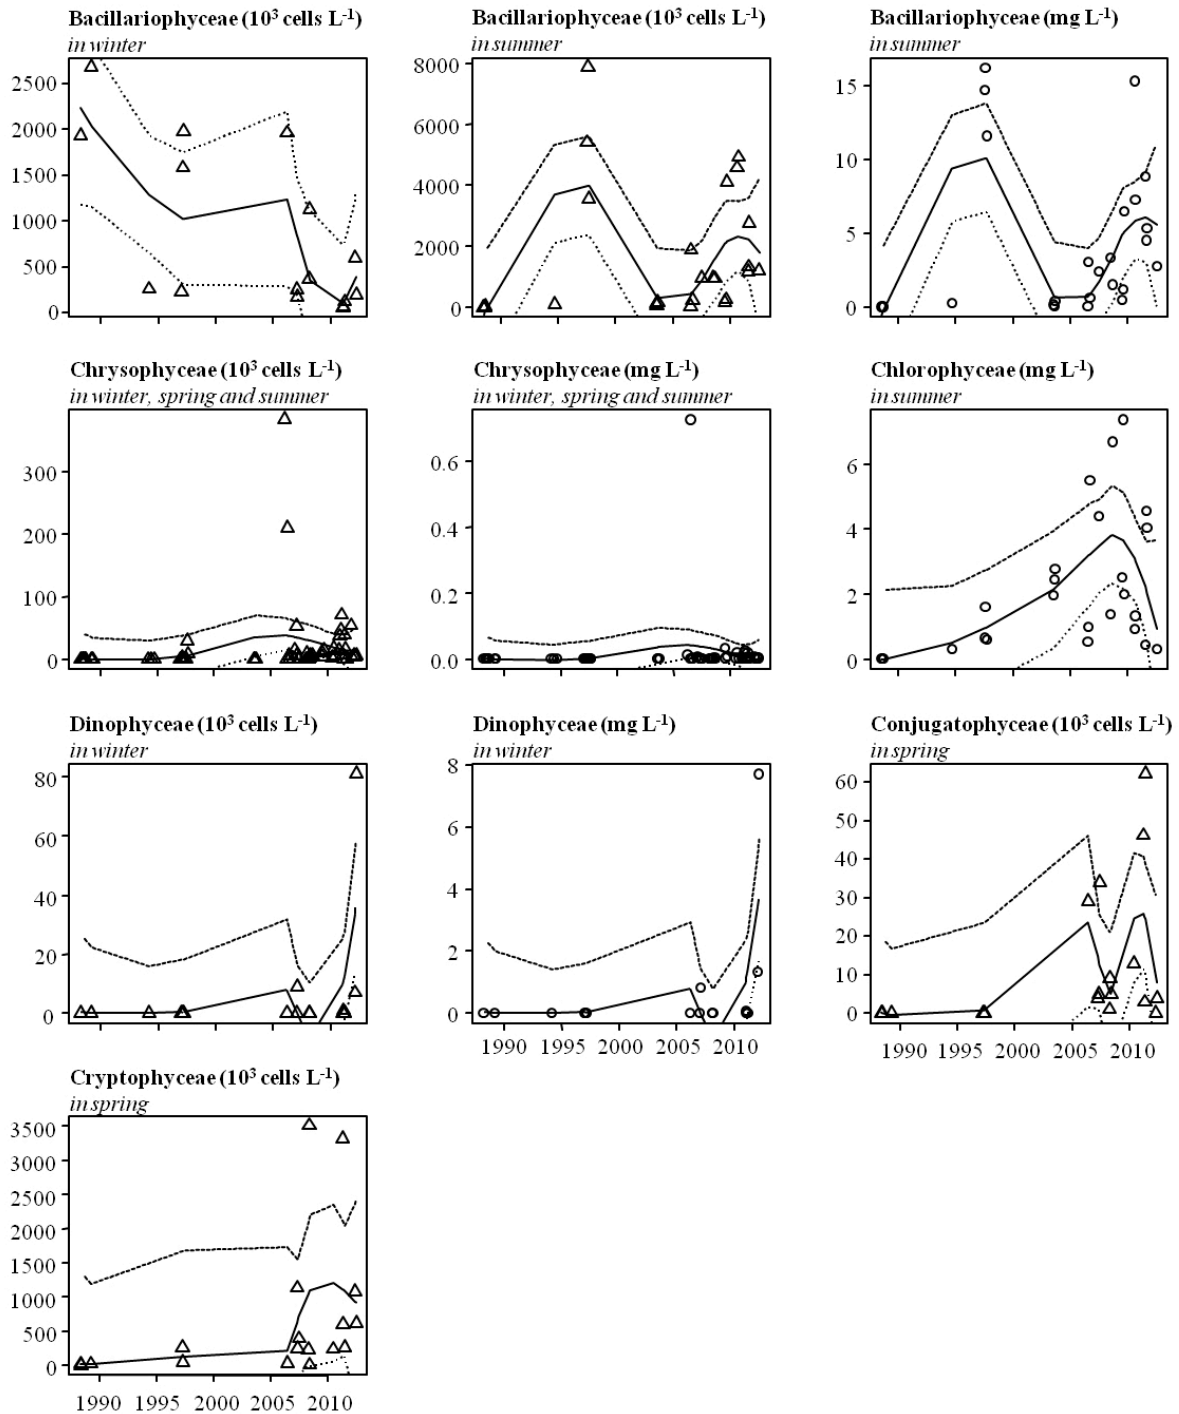 Bacillariophyceae (10³ cells L⁻¹)
in winter
2500
2000
1500
1000
500
0
Bacillariophyceae (10³ cells L⁻¹)
in summer
8000
6000
4000
2000
0
Bacillariophyceae (mg L⁻¹)
in summer
15
10
5
0
Chrysophyceae (10³ cells L⁻¹)
in winter, spring and summer
300
200
100
0
Chrysophyceae (mg L⁻¹)
in winter, spring and summer
0.6
0.4
0.2
0.0
Chlorophyceae (mg L⁻¹)
in summer
6
4
2
0
Dinophyceae (10³ cells L⁻¹)
in winter
80
60
40
20
0
Dinophyceae (mg L⁻¹)
in winter
8
6
4
2
0
1990 1995 2000 2005 2010
Conjugatophyceae (10³ cells L⁻¹)
in spring
60
50
40
30
20
10
0
1990 1995 2000 2005 2010
Cryptophyceae (10³ cells L⁻¹)
in spring
3500
3000
2500
2000
1500
1000
500
0
1990 1995 2000 2005 2010